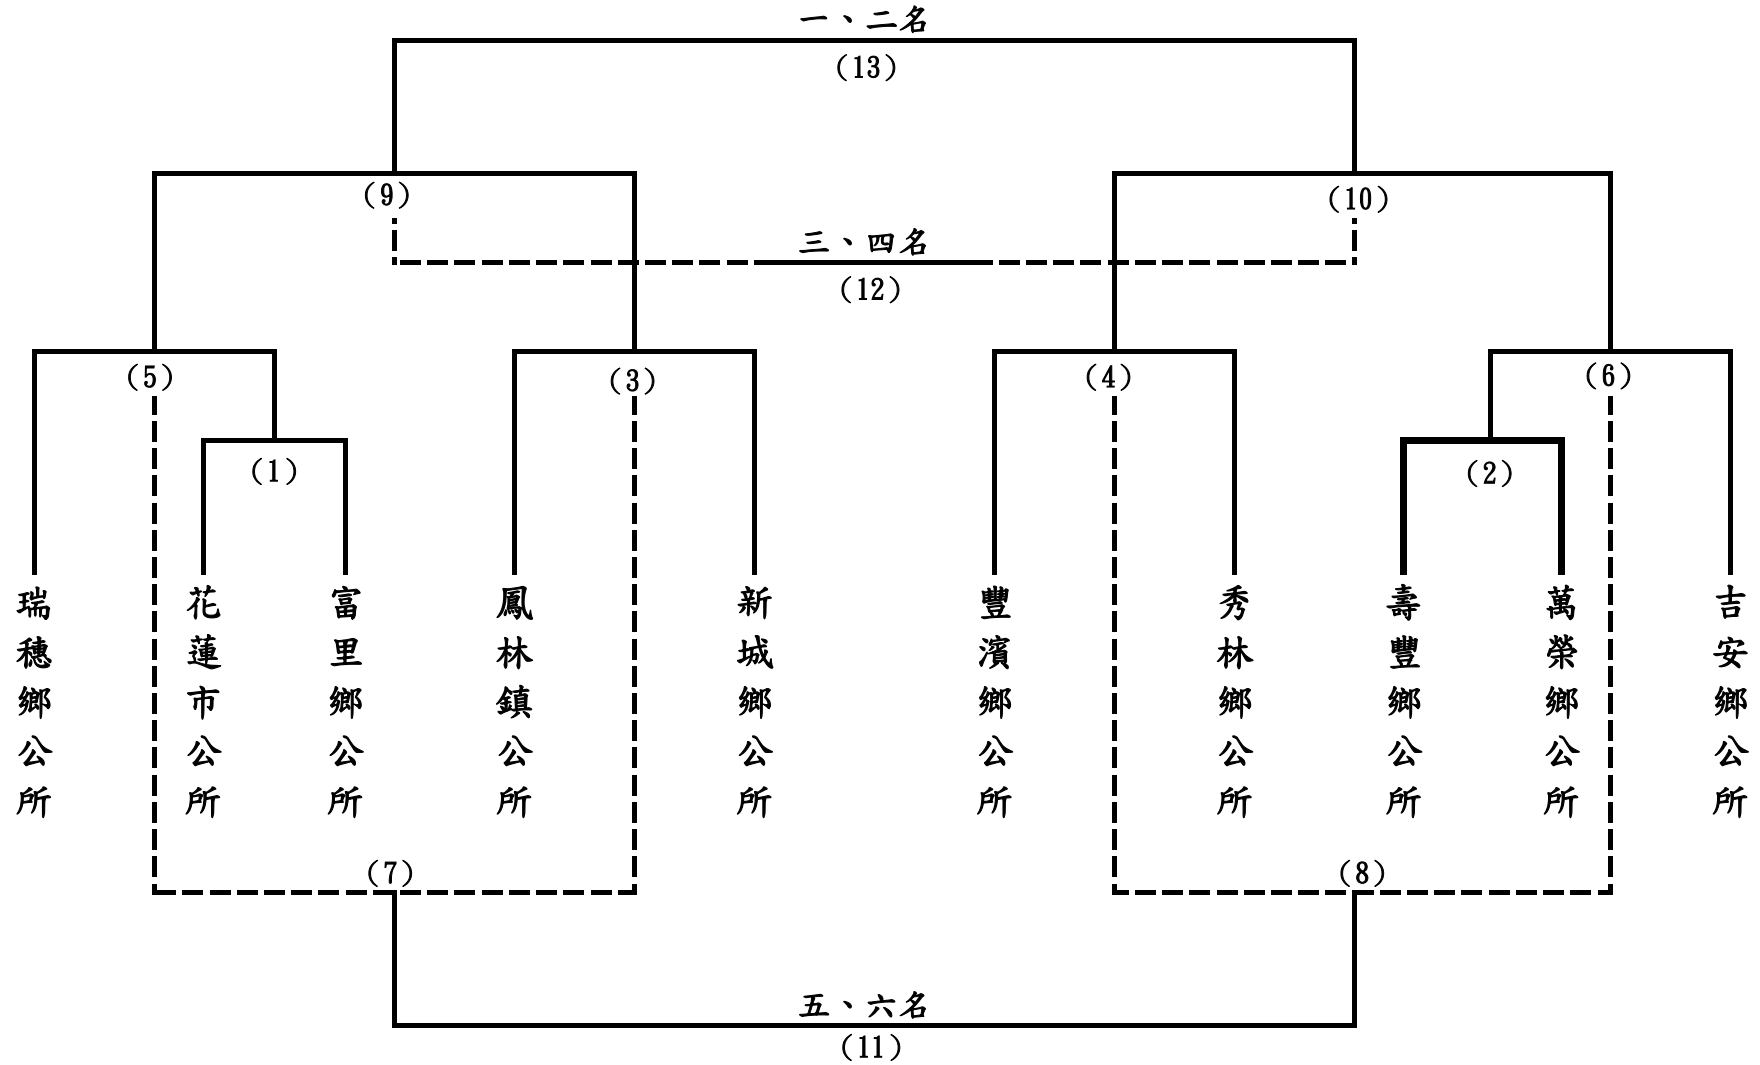 一、二名
（13）
（9）
（10）
三、四名
（12）
（5）
（3）
（4）
（6）
（1）
（2）
瑞穗鄉公所
花蓮市公所
富里鄉公所
鳳林鎮公所
新城鄉公所
豐濱鄉公所
秀林鄉公所
壽豐鄉公所
萬榮鄉公所
吉安鄉公所
（7）
（8）
五、六名
（11）